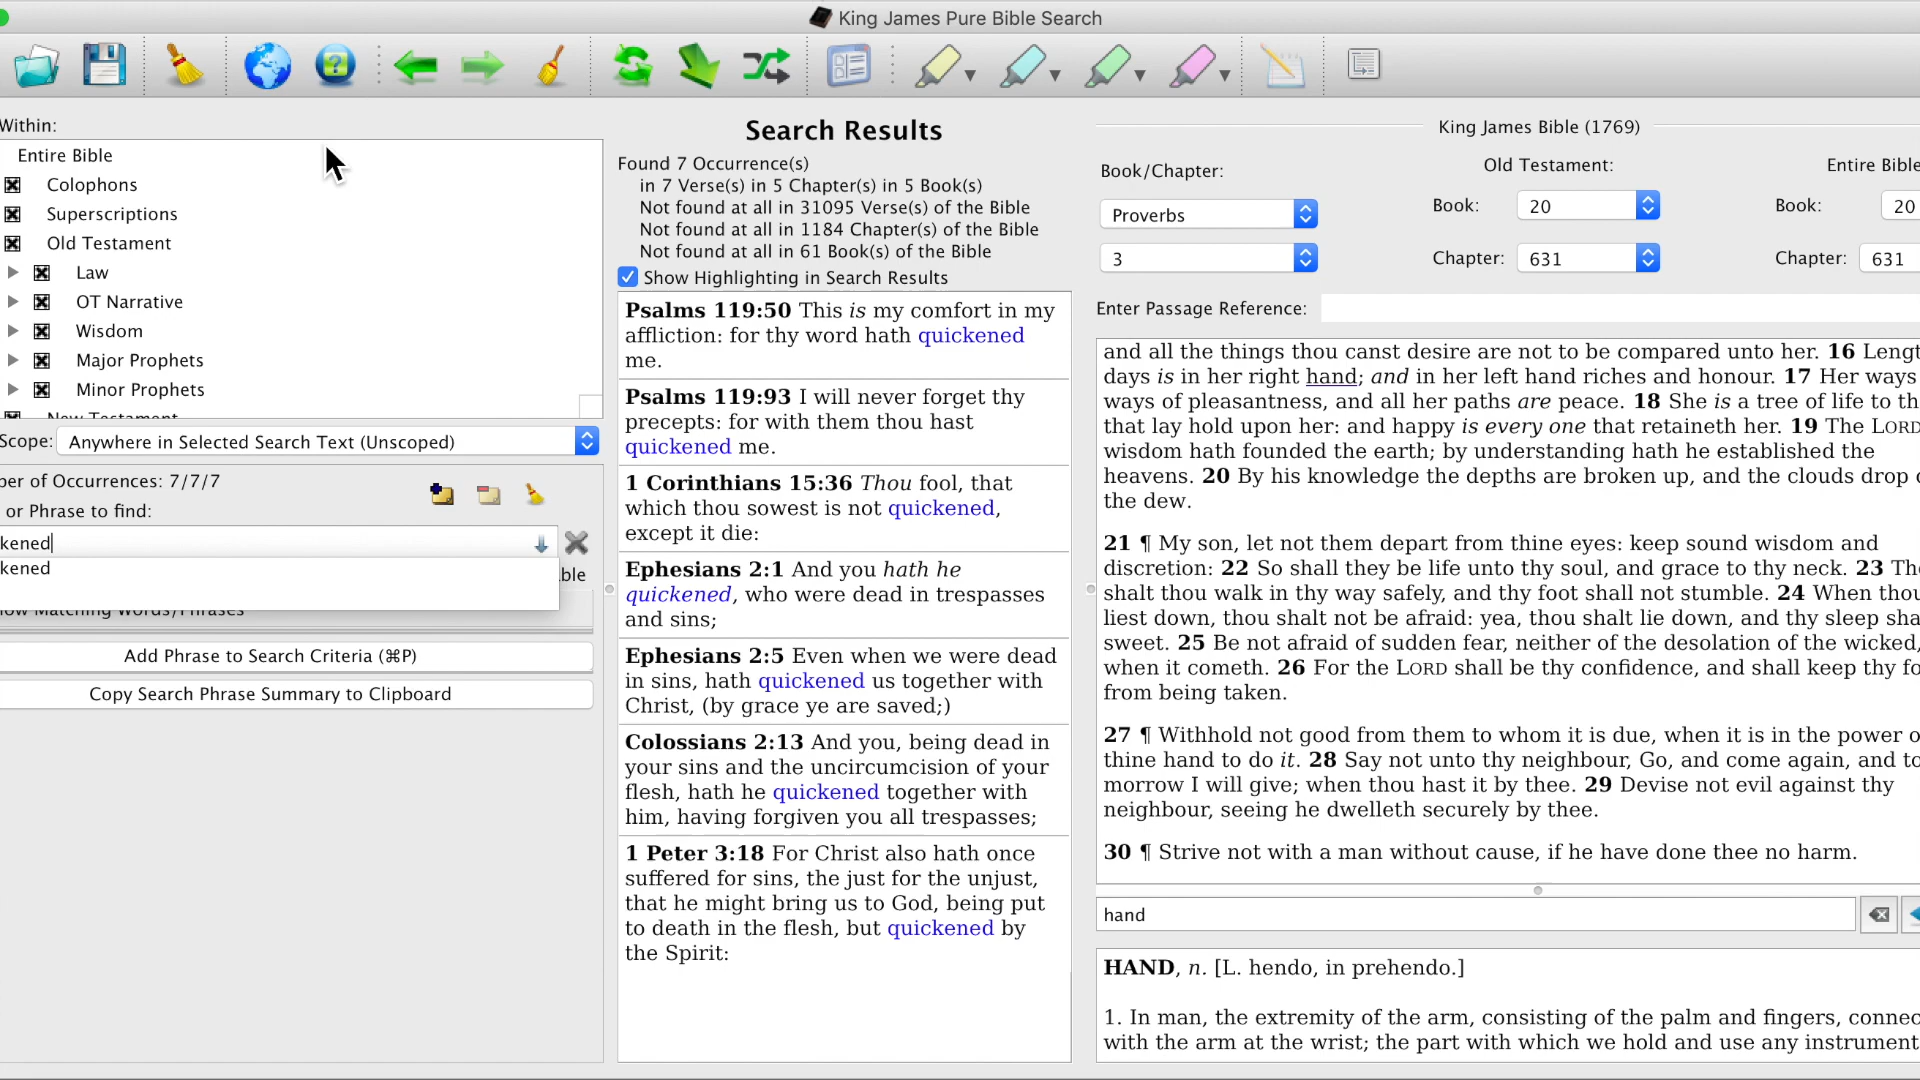 King James Pure Bible Search
Within:
Entire Bible
Colophons
Superscriptions
Old Testament
Law
OT Narrative
Wisdom
Major Prophets
Minor Prophets
New Testament
Scope: Anywhere in Selected Search Text (Unscoped)
ber of Occurrences: 7/7/7
or Phrase to find:
kened
kened
ble
ow Matching Words/Phrases
Add Phrase to Search Criteria (⌘P)
Copy Search Phrase Summary to Clipboard
Search Results
Found 7 Occurrence(s)
in 7 Verse(s) in 5 Chapter(s) in 5 Book(s)
Not found at all in 31095 Verse(s) of the Bible
Not found at all in 1184 Chapter(s) of the Bible
Not found at all in 61 Book(s) of the Bible
Show Highlighting in Search Results
Psalms 119:50 This is my comfort in my
affliction: for thy word hath quickened
me.
Psalms 119:93 I will never forget thy
precepts: for with them thou hast
quickened me.
1 Corinthians 15:36 Thou fool, that
which thou sowest is not quickened,
except it die:
Ephesians 2:1 And you hath he
quickened, who were dead in trespasses
and sins;
Ephesians 2:5 Even when we were dead
in sins, hath quickened us together with
Christ, (by grace ye are saved;)
Colossians 2:13 And you, being dead in
your sins and the uncircumcision of your
flesh, hath he quickened together with
him, having forgiven you all trespasses;
1 Peter 3:18 For Christ also hath once
suffered for sins, the just for the unjust,
that he might bring us to God, being put
to death in the flesh, but quickened by
the Spirit:
King James Bible (1769)
Book/Chapter:
Old Testament:
Entire Bible
Proverbs
Book: 20
Book: 20
3
Chapter: 631
Chapter: 631
Enter Passage Reference:
and all the things thou canst desire are not to be compared unto her. 16 Lengt
days is in her right hand; and in her left hand riches and honour. 17 Her ways
ways of pleasantness, and all her paths are peace. 18 She is a tree of life to th
that lay hold upon her: and happy is every one that retaineth her. 19 The LORD
wisdom hath founded the earth; by understanding hath he established the
heavens. 20 By his knowledge the depths are broken up, and the clouds drop
the dew.
21 ¶ My son, let not them depart from thine eyes: keep sound wisdom and
discretion: 22 So shall they be life unto thy soul, and grace to thy neck. 23 Th
shalt thou walk in thy way safely, and thy foot shall not stumble. 24 When thou
liest down, thou shalt not be afraid: yea, thou shalt lie down, and thy sleep sha
sweet. 25 Be not afraid of sudden fear, neither of the desolation of the wicked,
when it cometh. 26 For the LORD shall be thy confidence, and shall keep thy fo
from being taken.
27 ¶ Withhold not good from them to whom it is due, when it is in the power o
thine hand to do it. 28 Say not unto thy neighbour, Go, and come again, and to
morrow I will give; when thou hast it by thee. 29 Devise not evil against thy
neighbour, seeing he dwelleth securely by thee.
30 ¶ Strive not with a man without cause, if he have done thee no harm.
hand
HAND, n. [L. hendo, in prehendo.]
1. In man, the extremity of the arm, consisting of the palm and fingers, connec
with the arm at the wrist; the part with which we hold and use any instrument